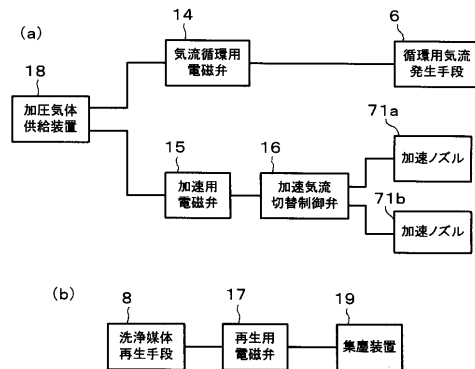 (a)
14
気流循環用
電磁弁
6
循環用気流
発生手段
18
加圧気体
供給装置
15
加速用
電磁弁
16
加速気流
切替制御弁
71a
加速ノズル
71b
加速ノズル
(b)
8
洗浄媒体
再生手段
17
再生用
電磁弁
19
集塵装置